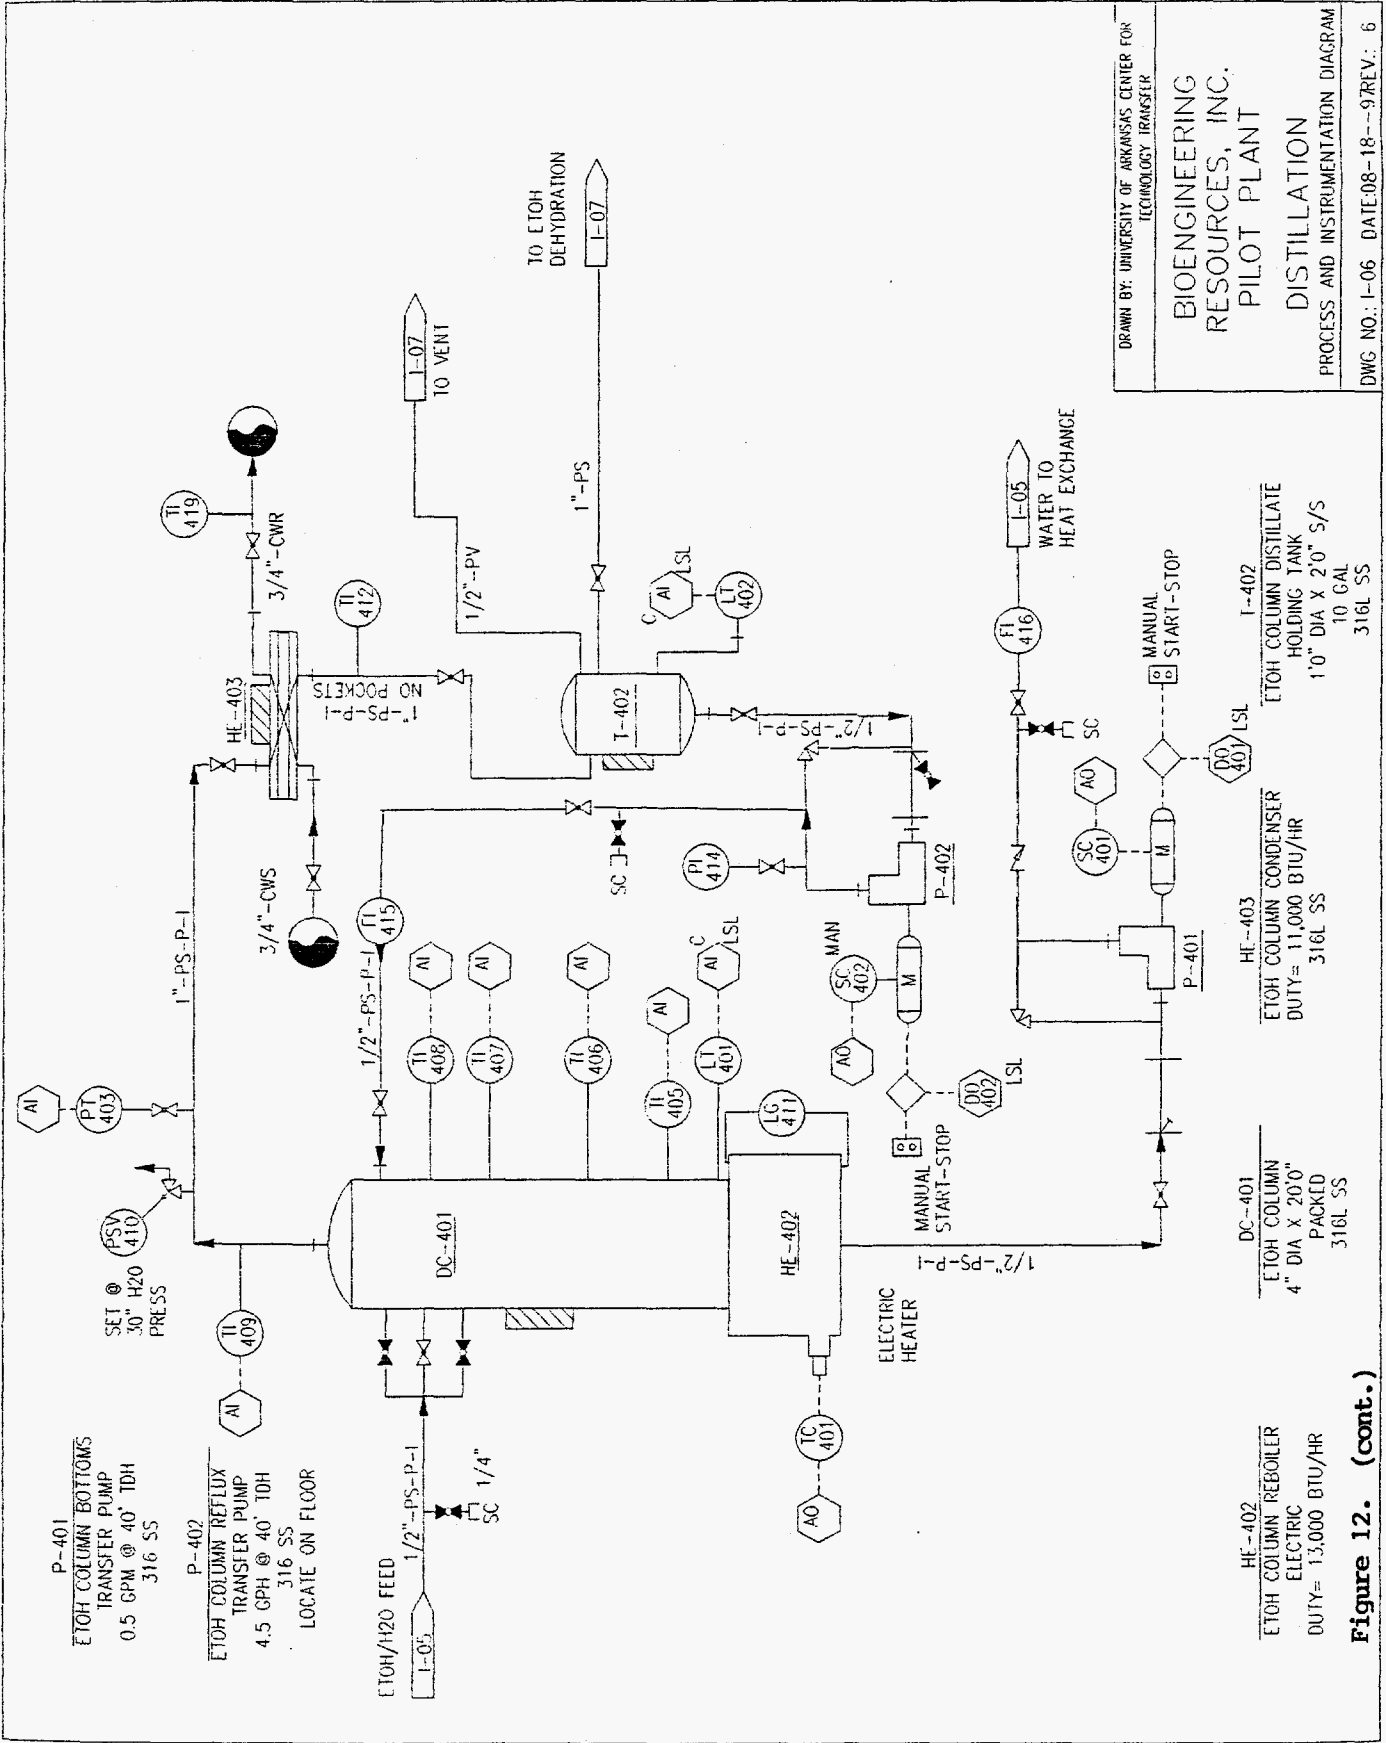 P-401
ETOH COLUMN BOTTOMS
TRANSFER PUMP
0.5 GPM @ 40' TDH
316 SS
P-402
ETOH COLUMN REFLUX
TRANSFER PUMP
4.5 GPH @ 40' TDH
316 SS
LOCATE ON FLOOR
SET @
30" H2O
PRESS
PSV
410
AI
PT
403
TI
409
AI
1"-PS-P-I
3/4"-CWS
HE-403
3/4"-CWR
TI
419
TI
412
1"-PS-P-I
NO POCKETS
1/2"--PV
I-07
TO VENT
TO ETOH
DEHYDRATION
I-07
1"-PS
ETOH/H2O FEED
I-05
1/2"-PS-P-I
SC
1/4"
DC-401
1/2"-PS-P-I
FI
415
TI
408
AI
TI
407
AI
TI
406
AI
TI
405
AI
LT
401
AI
C
LSL
LG
411
HE-402
ELECTRIC
HEATER
TC
401
AO
1/2"-PS-P-I
SC
PI
414
T-402
C
AI
LSL
LT
402
1/2"-PS-P-I
P-402
MAN
SC
402
AO
M
MANUAL
START-STOP
DO
402
LSL
I-05
WATER TO
HEAT EXCHANGE
FI
416
SC
P-401
AO
SC
401
M
DO
401
LSL
MANUAL
START-STOP
HE-402
ETOH COLUMN REBOILER
ELECTRIC
DUTY= 13,000 BTU/HR
DC-401
ETOH COLUMN
4" DIA X 20'0"
PACKED
316L SS
HE-403
ETOH COLUMN CONDENSER
DUTY= 11,000 BTU/HR
316L SS
T-402
ETOH COLUMN DISTILLATE
HOLDING TANK
1'0" DIA X 2'0" S/S
10 GAL
316L SS
DRAWN BY: UNIVERSITY OF ARKANSAS CENTER FOR
TECHNOLOGY TRANSFER
BIOENGINEERING
RESOURCES, INC.
PILOT PLANT
DISTILLATION
PROCESS AND INSTRUMENTATION DIAGRAM
DWG NO.: I-06 DATE:08-18--97REV.: 6
Figure 12. (cont.)